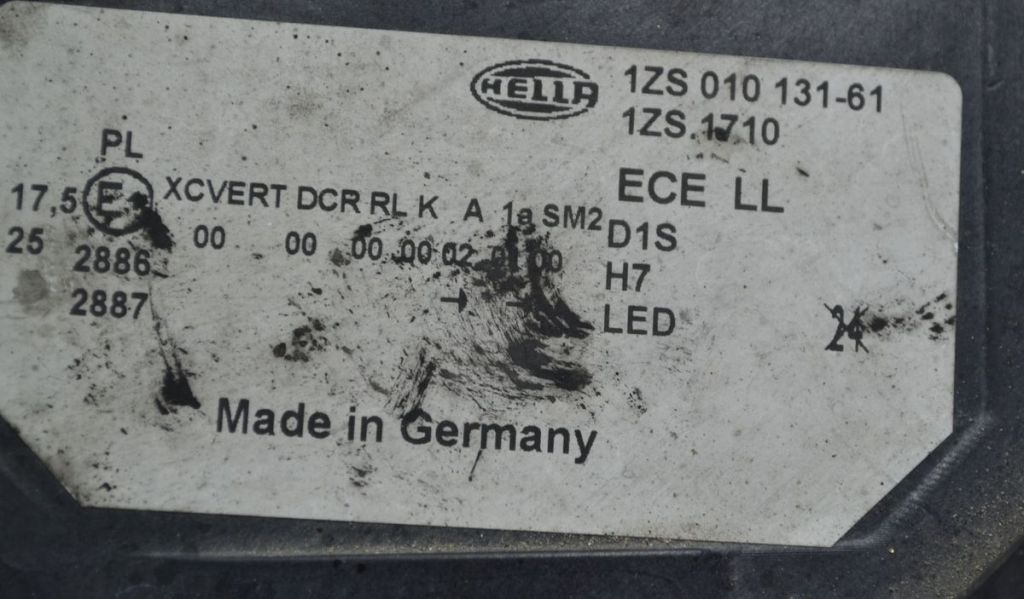 HELLA 1ZS 010 131-61
1ZS.1710
PL
17,5 E XCVERT DCR RL K A 1a SM2
ECE LL
25 00 00 00 00 02 01 00
D1S
2886
H7
2887 → →
LED
24
Made in Germany